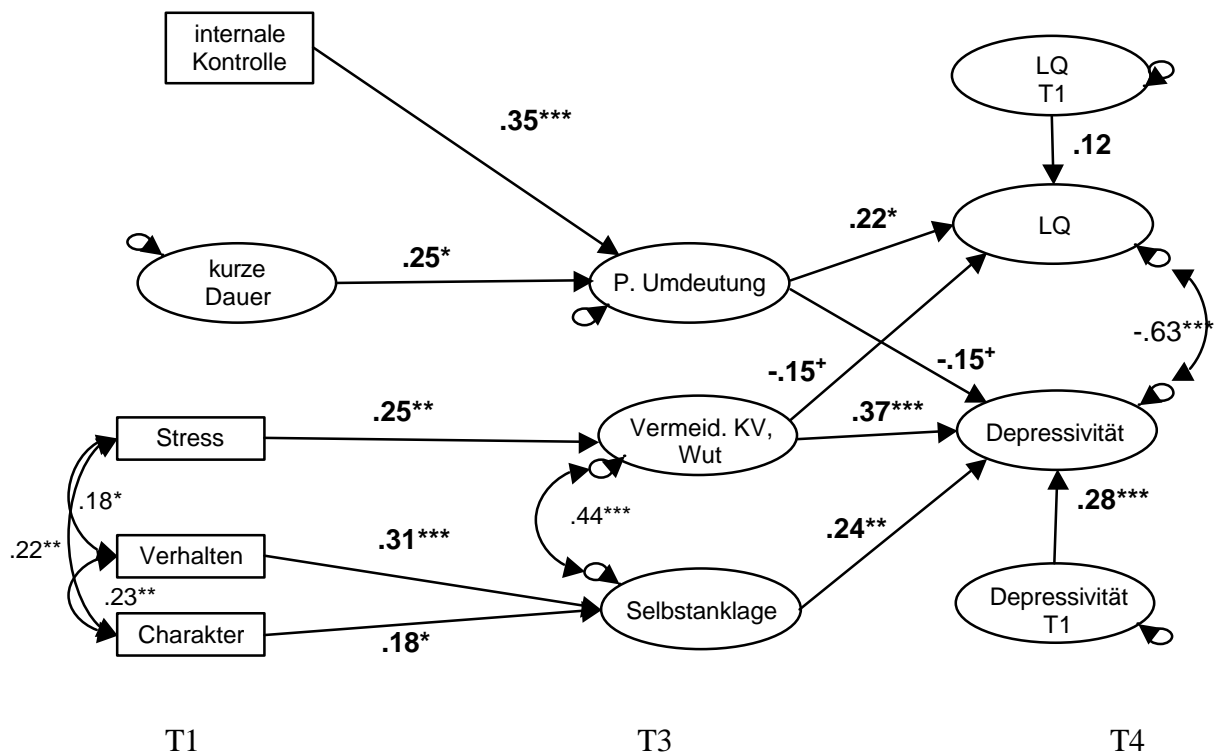 internale
Kontrolle
LQ
T1
.35***
.12
.22*
LQ
kurze
Dauer
.25*
P. Umdeutung
-.63***
-.15+
-.15+
.25**
Vermeid. KV,
Wut
.37***
Depressivität
Stress
.18*
.44***
.28***
.22**
Verhalten
.31***
.24**
.23**
Selbstanklage
Depressivität
T1
Charakter
.18*
T1
T3
T4